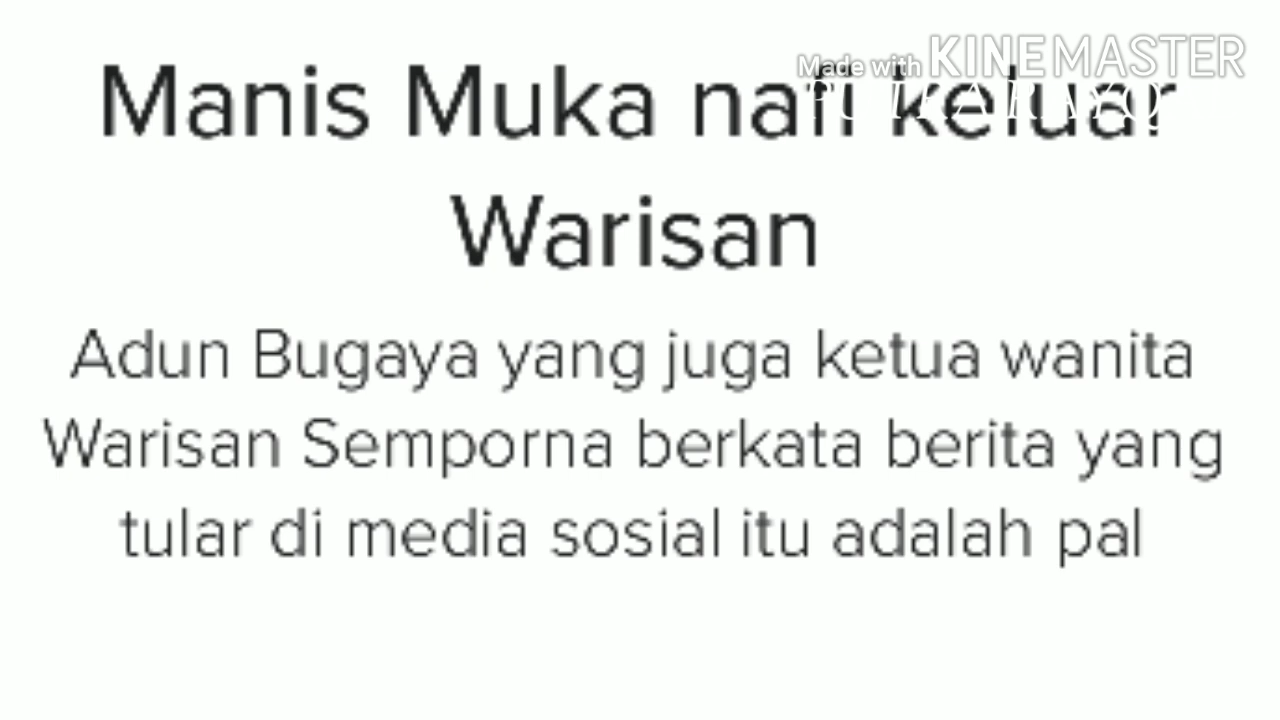 Made with KINEMASTER
Manis Muka nafi keluar
Warisan
Adun Bugaya yang juga ketua wanita
Warisan Semporna berkata berita yang
tular di media sosial itu adalah pal